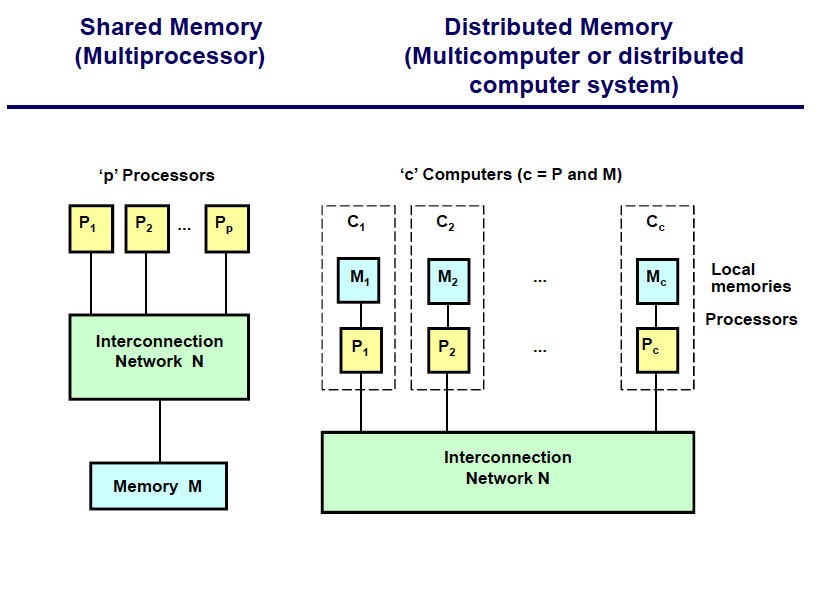 Shared Memory
(Multiprocessor)
Distributed Memory
(Multicomputer or distributed
computer system)
‘p’ Processors
P1
P2
...
Pp
Interconnection
Network N
Memory M
‘c’ Computers (c = P and M)
C1
C2
Cc
M1
M2
...
Mc
Local
memories
P1
P2
...
Pc
Processors
Interconnection
Network N